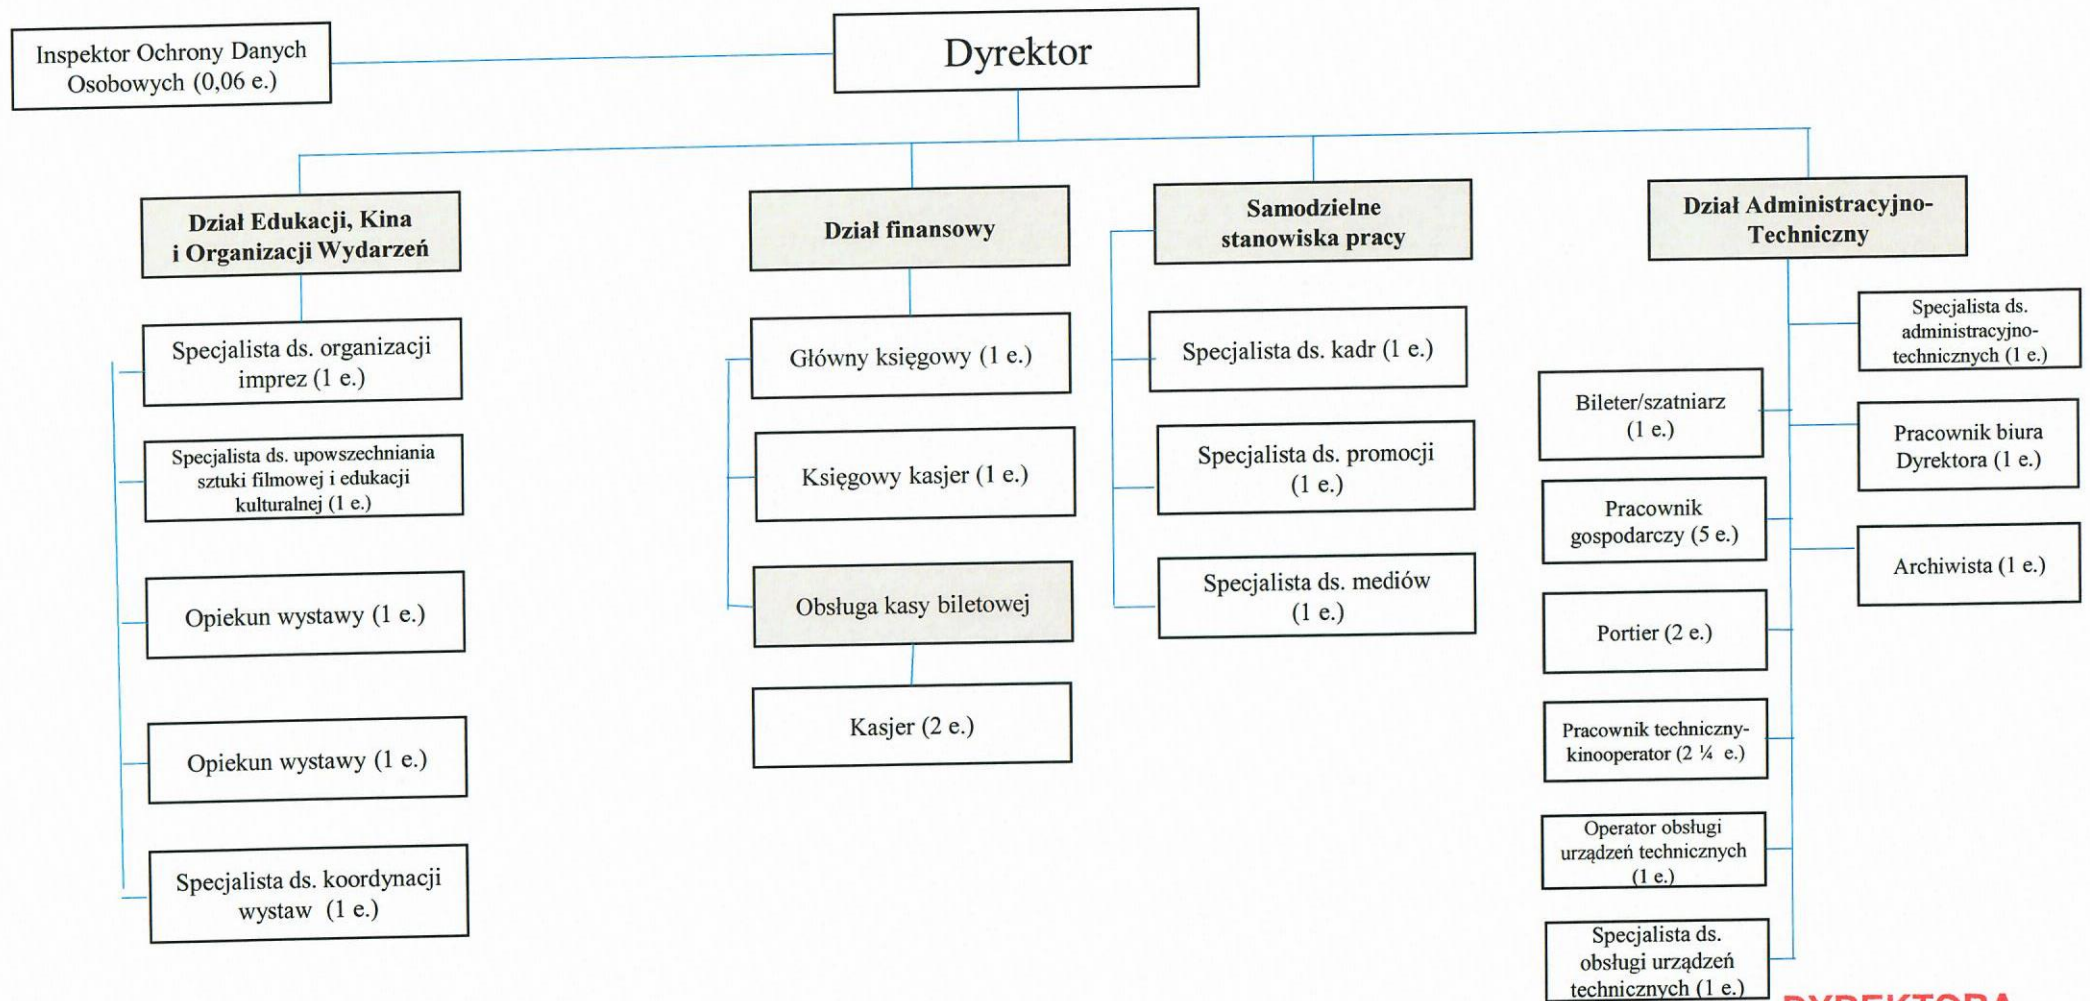 Inspektor Ochrony Danych
Osobowych (0,06 e.)
Dyrektor
Dział Edukacji, Kina
i Organizacji Wydarzeń
Specjalista ds. organizacji
imprez (1 e.)
Specjalista ds. upowszechniania
sztuki filmowej i edukacji
kulturalnej (1 e.)
Opiekun wystawy (1 e.)
Opiekun wystawy (1 e.)
Specjalista ds. koordynacji
wystaw (1 e.)
Dział finansowy
Główny księgowy (1 e.)
Księgowy kasjer (1 e.)
Obsługa kasy biletowej
Kasjer (2 e.)
Samodzielne
stanowiska pracy
Specjalista ds. kadr (1 e.)
Specjalista ds. promocji
(1 e.)
Specjalista ds. mediów
(1 e.)
Dział Administracyjno-
Techniczny
Specjalista ds.
administracyjno-
technicznych (1 e.)
Pracownik biura
Dyrektora (1 e.)
Archiwista (1 e.)
Bileter/szatniarz
(1 e.)
Pracownik
gospodarczy (5 e.)
Portier (2 e.)
Pracownik techniczny-
kinooperator (2 ¼ e.)
Operator obsługi
urządzeń technicznych
(1 e.)
Specjalista ds.
obsługi urządzeń
technicznych (1 e.)
DYREKTORA